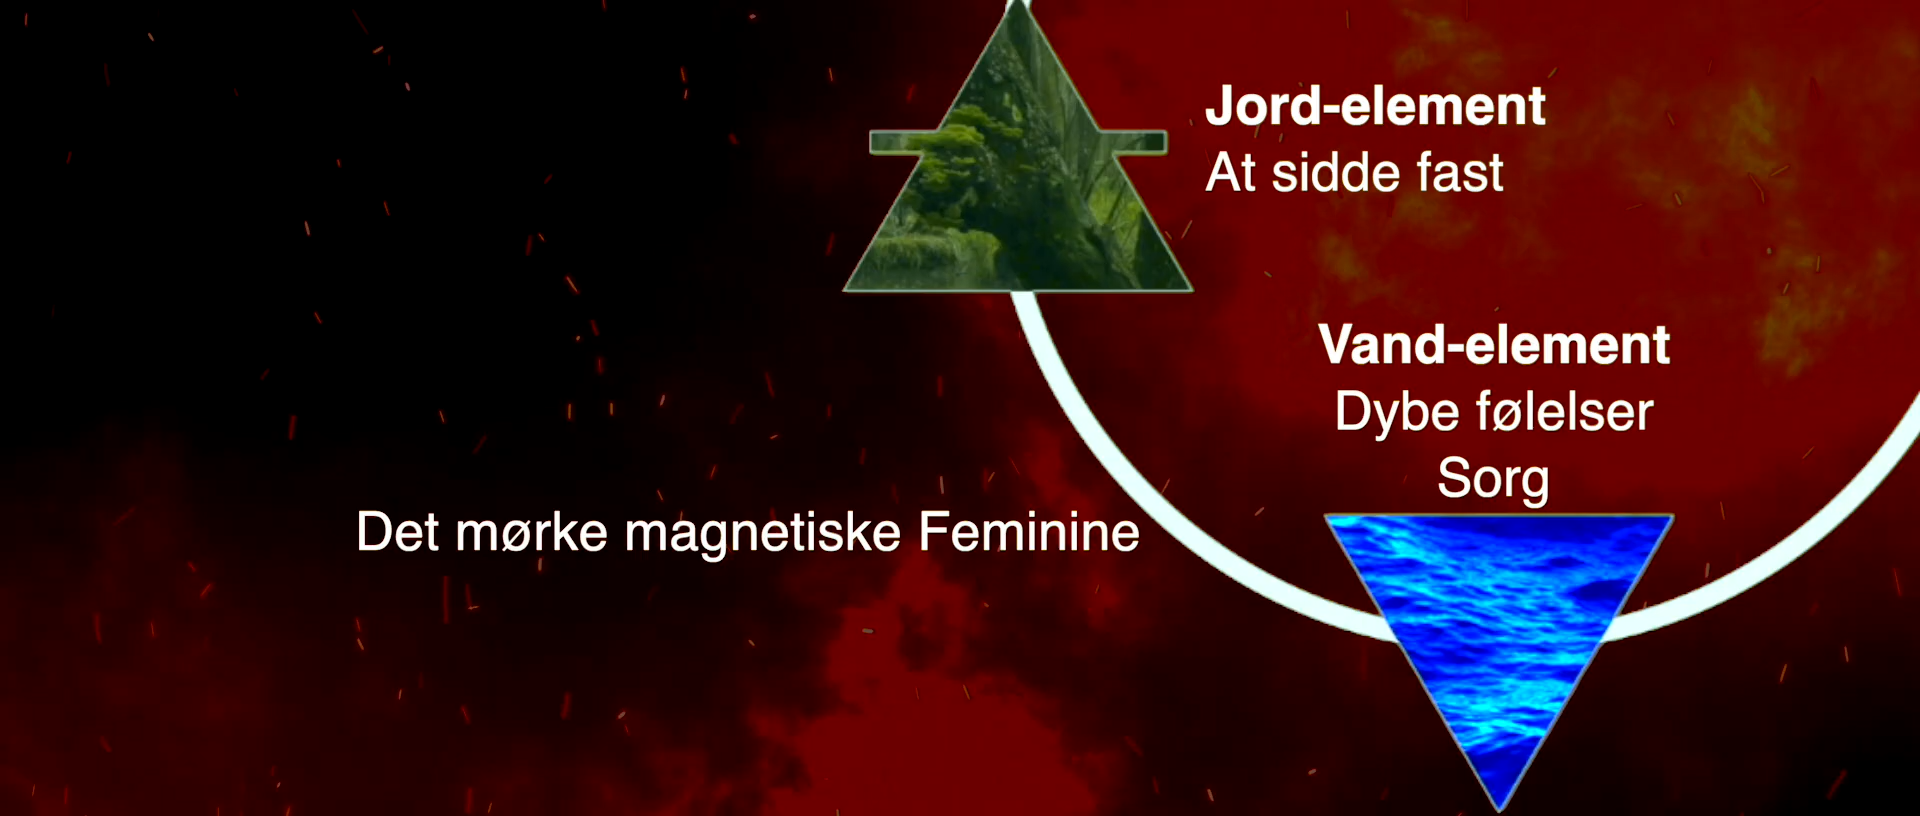 Jord-element
At sidde fast
Vand-element
Dybe følelser
Sorg
Det mørke magnetiske Feminine